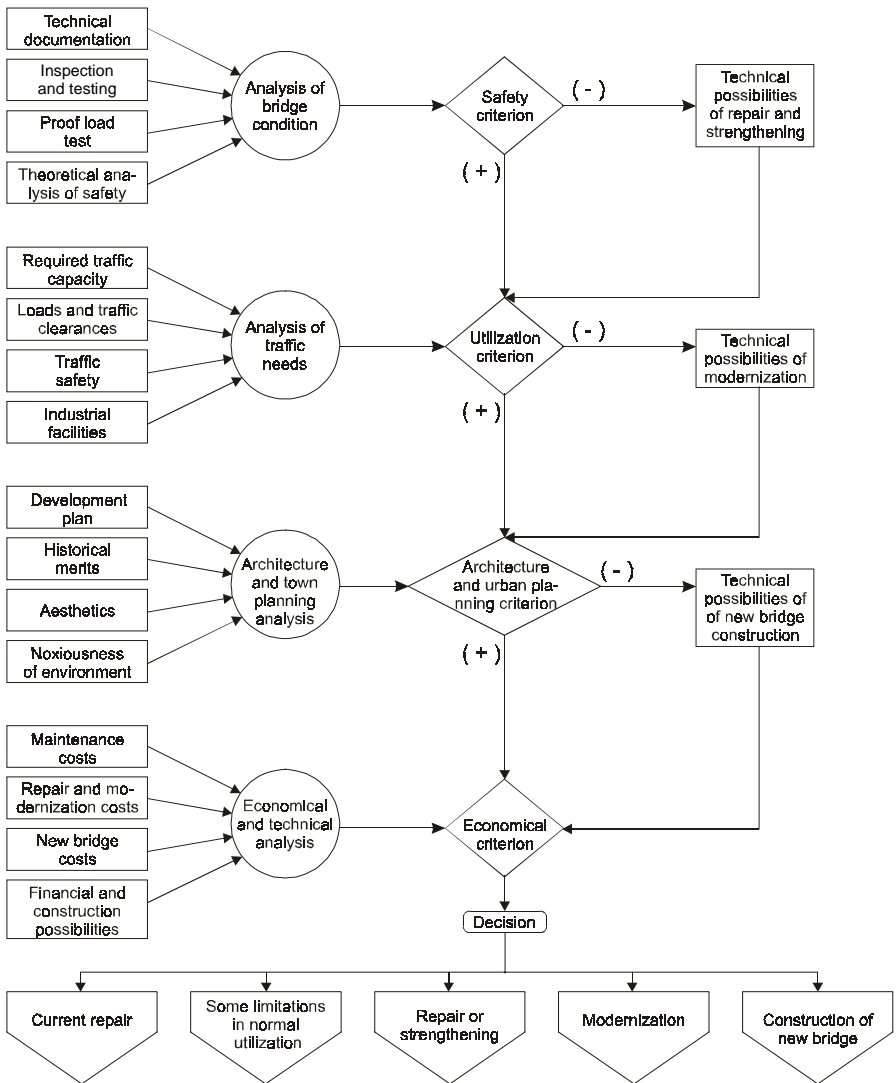 Technical
documentation
Inspection
and testing
Proof load
test
Theoretical ana-
lysis of safety
Analysis of
bridge
condition
Safety
criterion
( - )
( + )
Technical
possibilities
of repair and
strengthening
Required traffic
capacity
Loads and traffic
clearances
Traffic
safety
Industrial
facilities
Analysis of
traffic
needs
Utilization
criterion
( - )
( + )
Technical
possibilities of
modernization
Development
plan
Historical
merits
Aesthetics
Noxiousness
of environment
Architecture
and town
planning
analysis
Architecture
and urban pla-
nning criterion
( - )
( + )
Technical
possibilities of
of new bridge
construction
Maintenance
costs
Repair and mo-
dernization costs
New bridge
costs
Financial and
construction
possibilities
Economical
and technical
analysis
Economical
criterion
Decision
Current repair
Some limitations
in normal
utilization
Repair or
strengthening
Modernization
Construction of
new bridge